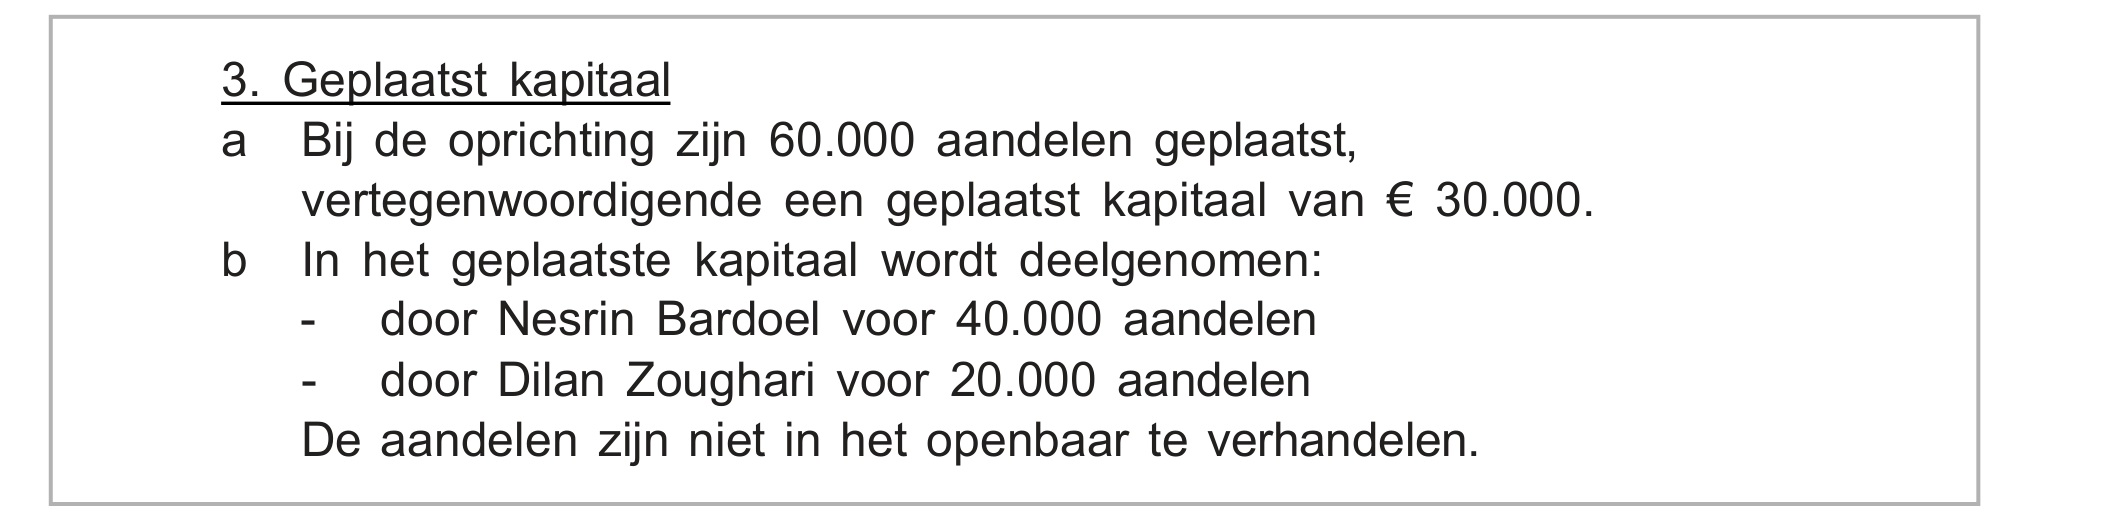 3. Geplaatst kapitaal
a Bij de oprichting zijn 60.000 aandelen geplaatst,
vertegenwoordigende een geplaatst kapitaal van € 30.000.
b In het geplaatste kapitaal wordt deelgenomen:
- door Nesrin Bardoel voor 40.000 aandelen
- door Dilan Zoughari voor 20.000 aandelen
De aandelen zijn niet in het openbaar te verhandelen.